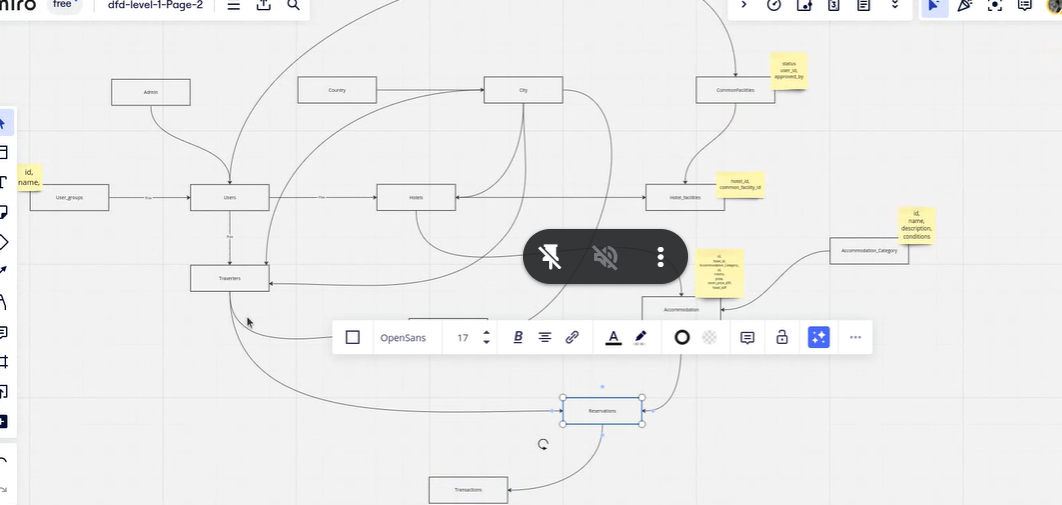 miro
free
dfd-level-1-Page-2
3
status
user_id,
approved_by
Admin
Country
City
CommonFacilities
id,
name,
User_groups
Users
Hotels
hotel_id,
common_facility_id
Hotel_facilities
id,
name,
description,
conditions
Accommodation_Category
Travelers
Accommodation
OpenSans
17
B
A
Reservations
Transactions